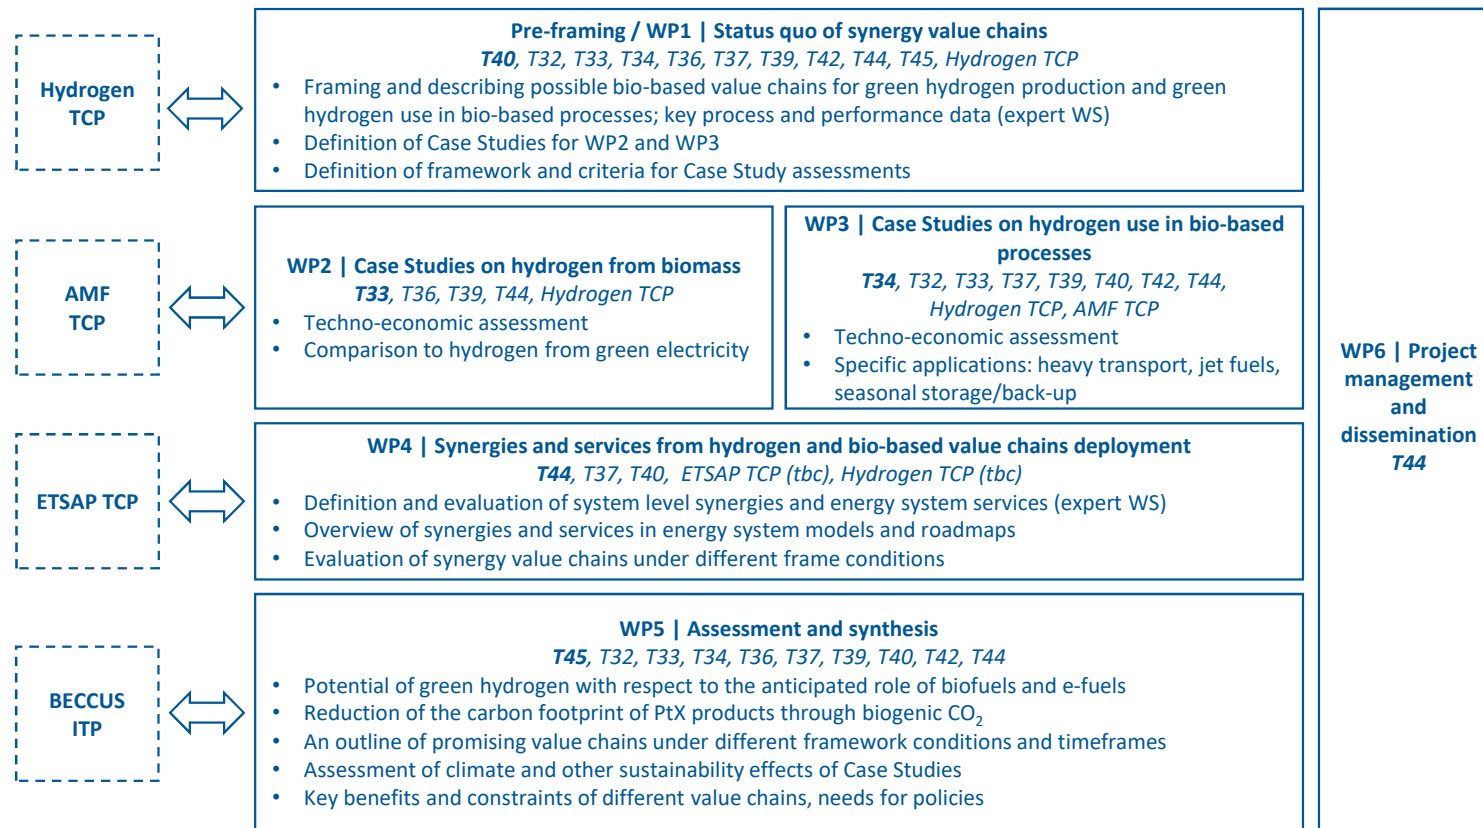 Hydrogen
TCP
Pre-framing / WP1 | Status quo of synergy value chains
T40, T32, T33, T34, T36, T37, T39, T42, T44, T45, Hydrogen TCP
• Framing and describing possible bio-based value chains for green hydrogen production and green
hydrogen use in bio-based processes; key process and performance data (expert WS)
• Definition of Case Studies for WP2 and WP3
• Definition of framework and criteria for Case Study assessments
AMF
TCP
WP2 | Case Studies on hydrogen from biomass
T33, T36, T39, T44, Hydrogen TCP
• Techno-economic assessment
• Comparison to hydrogen from green electricity
WP3 | Case Studies on hydrogen use in bio-based
processes
T34, T32, T33, T37, T39, T40, T42, T44,
Hydrogen TCP, AMF TCP
• Techno-economic assessment
• Specific applications: heavy transport, jet fuels,
seasonal storage/back-up
ETSAP TCP
WP4 | Synergies and services from hydrogen and bio-based value chains deployment
T44, T37, T40, ETSAP TCP (tbc), Hydrogen TCP (tbc)
• Definition and evaluation of system level synergies and energy system services (expert WS)
• Overview of synergies and services in energy system models and roadmaps
• Evaluation of synergy value chains under different frame conditions
BECCUS
ITP
WP5 | Assessment and synthesis
T45, T32, T33, T34, T36, T37, T39, T40, T42, T44
• Potential of green hydrogen with respect to the anticipated role of biofuels and e-fuels
• Reduction of the carbon footprint of PtX products through biogenic CO2
• An outline of promising value chains under different framework conditions and timeframes
• Assessment of climate and other sustainability effects of Case Studies
• Key benefits and constraints of different value chains, needs for policies
WP6 | Project
management
and
dissemination
T44